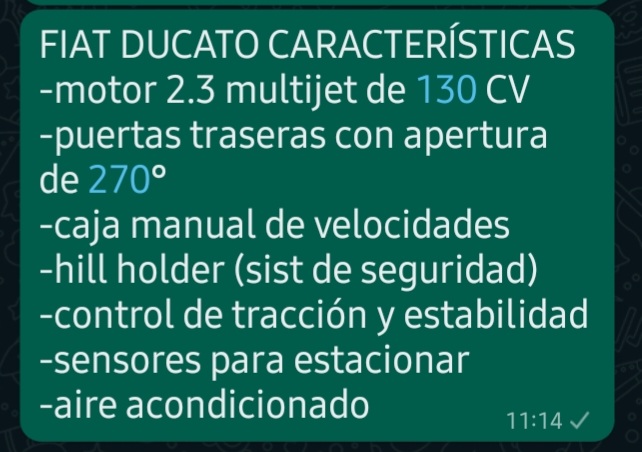 FIAT DUCATO CARACTERÍSTICAS
-motor 2.3 multijet de 130 CV
-puertas traseras con apertura
de 270°
-caja manual de velocidades
-hill holder (sist de seguridad)
-control de tracción y estabilidad
-sensores para estacionar
-aire acondicionado
11:14